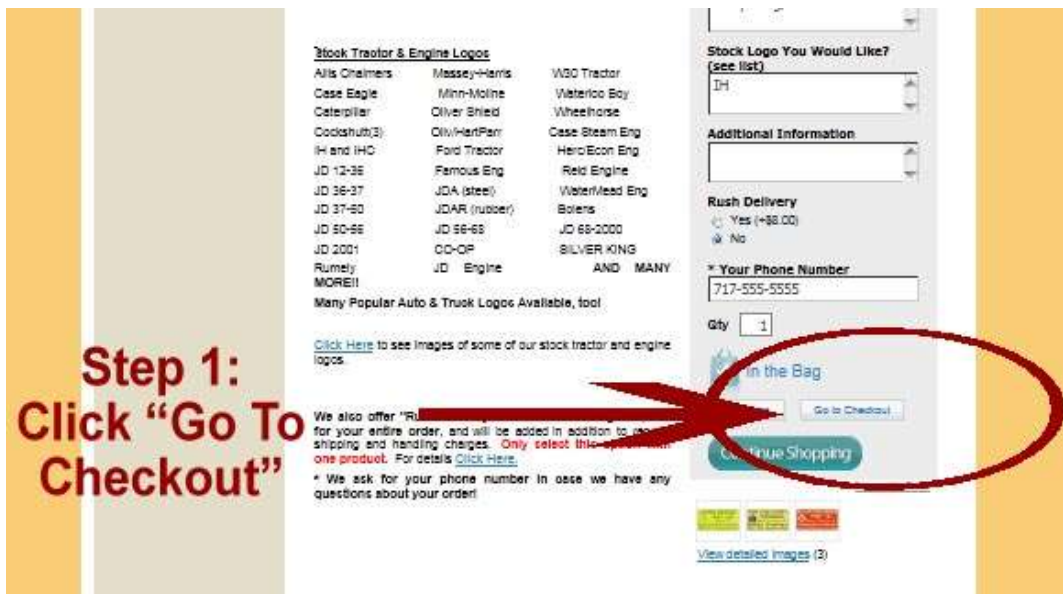 Stock Tractor & Engine Logos
Allis Chalmers Massey-Harris W30 Tractor
Case Eagle Minn-Moline Waterloo Boy
Caterpillar Oliver Shield Wheelhorse
Cockshutt(3) Oliv/HartParr Case Steam Eng
IH and IHC Ford Tractor Herc/Econ Eng
JD 12-36 Famous Eng Reid Engine
JD 36-37 JDA (steel) WaterMead Eng
JD 37-50 JDAR (rubber) Bolens
JD 50-56 JD 56-68 JD 68-2000
JD 2001 CO-OP SILVER KING
Rumely JD Engine AND MANY
MORE!!
Many Popular Auto & Truck Logos Available, too!
Click Here to see images of some of our stock tractor and engine
logos.
We also offer "Ru
for your entire order, and will be added in addition to
shipping and handling charges. Only select this option with
one product. For details Click Here.
* We ask for your phone number in case we have any
questions about your order!
Step 1:
Click “Go To
Checkout”
Stock Logo You Would Like?
(see list)
IH
Additional Information
Rush Delivery
Yes (+$8.00)
No
* Your Phone Number
717-555-5555
Qty 1
in the Bag
Go to Checkout
Continue Shopping
View detailed images (3)